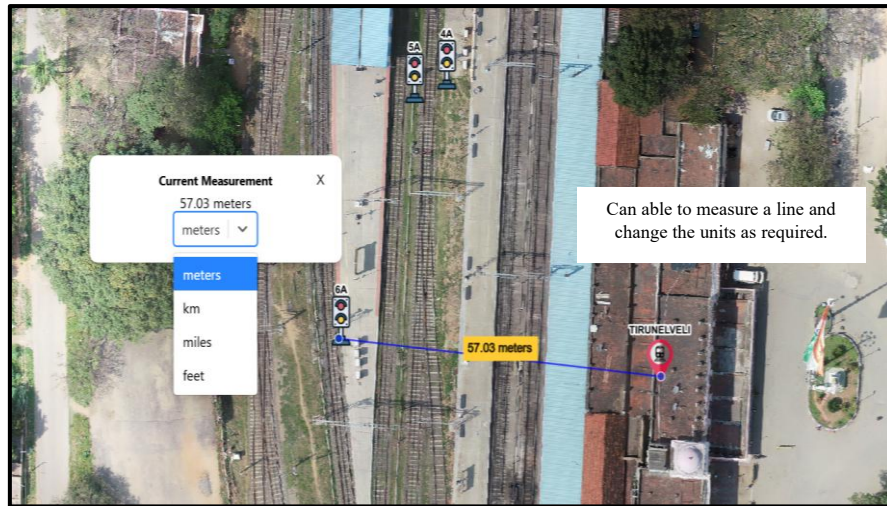 5A
4A
Current Measurement
X
57.03 meters
meters
Can able to measure a line and
change the units as required.
meters
km
miles
feet
6A
57.03 meters
TIRUNELVELI